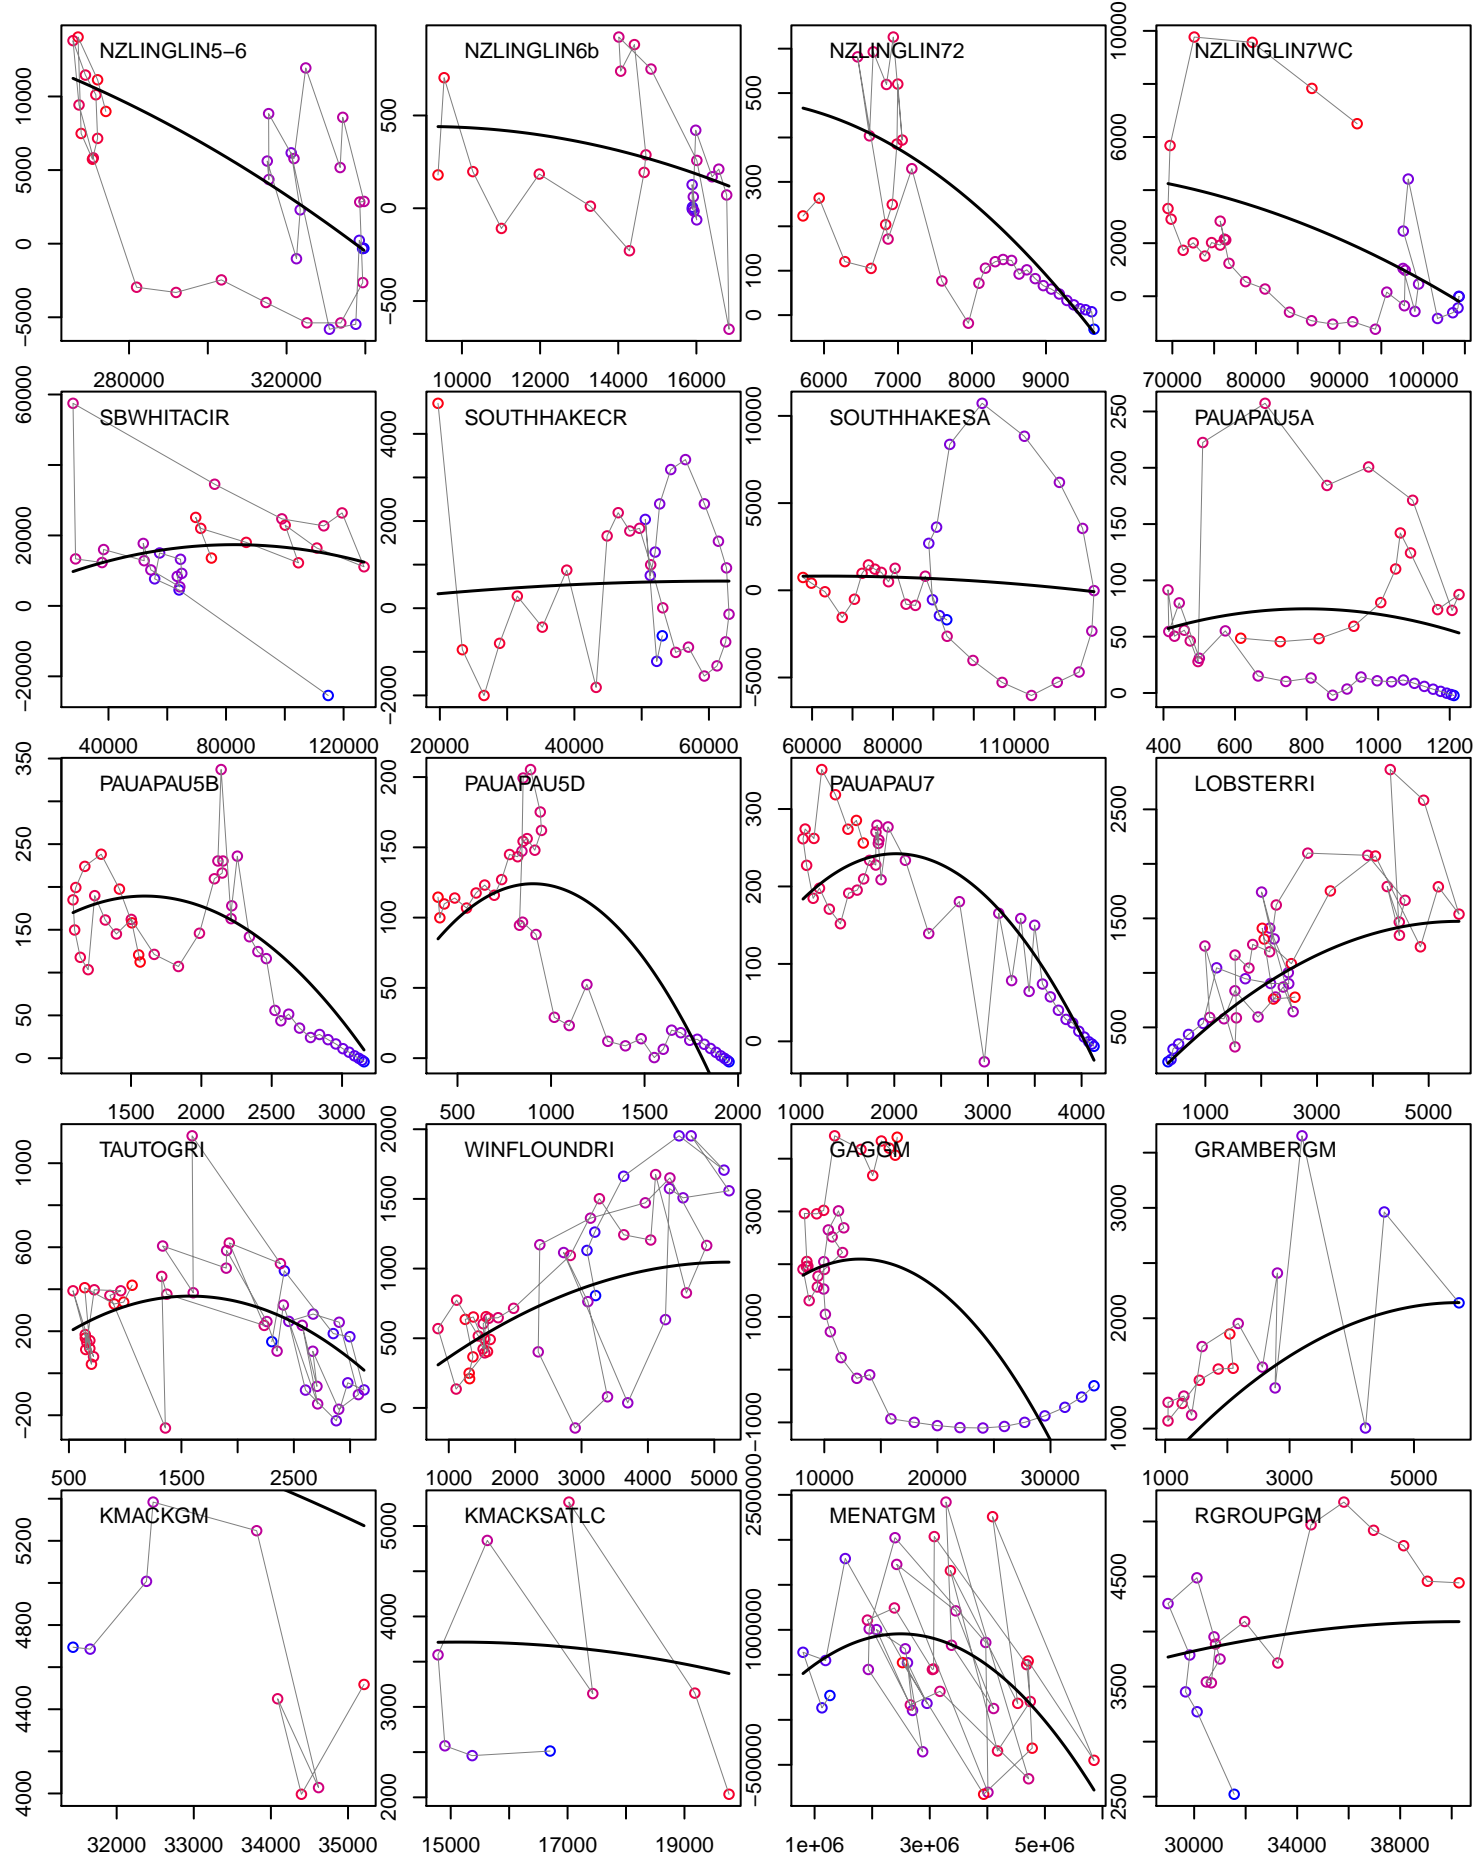 NZLINGLIN5−6 NZLINGLIN6b NZLINGLIN72 NZLINGLIN7WC
−5000 0 5000 10000
−500 0 500
0 100 300 500
0 2000 6000 10000
280000 320000
10000 12000 14000 16000
6000 7000 8000 9000
70000 80000 90000 100000
SBWHITACIR SOUTHHAKECR SOUTHHAKESA PAUAPAU5A
−20000 0 20000 60000
−2000 0 2000 4000
−5000 0 5000 10000
0 50 100 150 200 250
40000 80000 120000
20000 40000 60000
60000 80000 110000
400 600 800 1000 1200
PAUAPAU5B PAUAPAU5D PAUAPAU7 LOBSTERRI
0 50 150 250 350
0 50 100 150 200
0 100 200 300
500 1500 2500
1500 2000 2500 3000
500 1000 1500 2000
1000 2000 3000 4000
1000 3000 5000
TAUTOGRI WINFLOUNDRI GAGGM GRAMBERGM
−200 200 600 1000
0 500 1000 1500 2000
−1000 1000 3000
1000 2000 3000
500 1500 2500
1000 2000 3000 4000 5000
10000 20000 30000
1000 3000 5000
KMACKGM KMACKSATLC MENATGM RGROUPGM
4000 4400 4800 5200
2000 3000 4000 5000
−500000 1000000 2500000
2500 3500 4500
32000 33000 34000 35000
15000 17000 19000
1e+06 3e+06 5e+06
30000 34000 38000